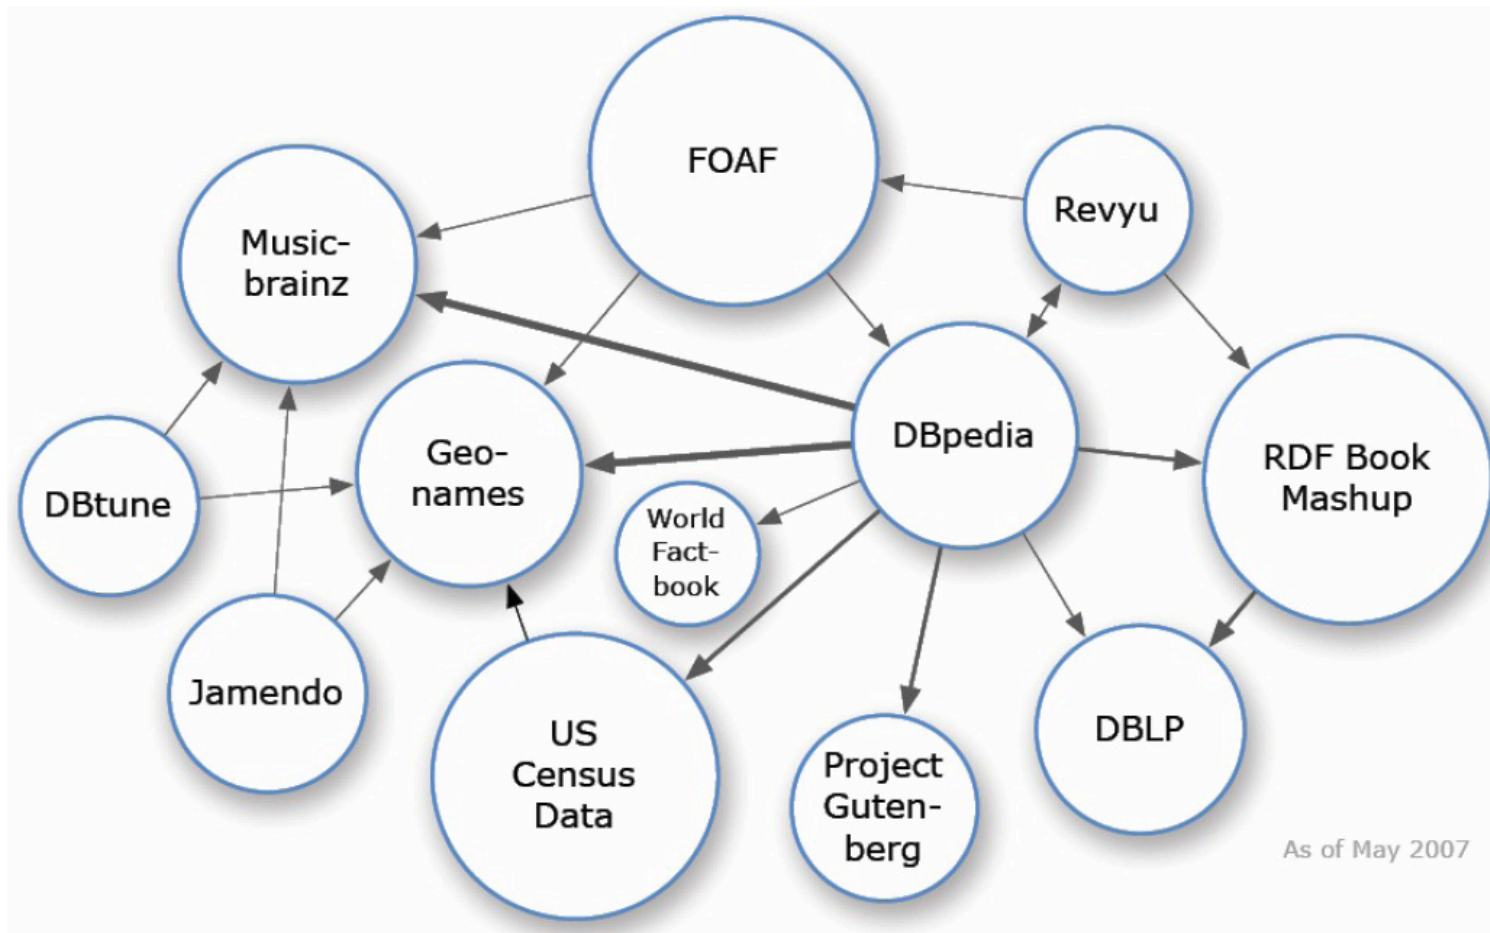 FOAF
Revyu
Music-
brainz
DBpedia
Geo-
names
RDF Book
Mashup
DBtune
World
Fact-
book
Jamendo
US
Census
Data
Project
Guten-
berg
DBLP
As of May 2007